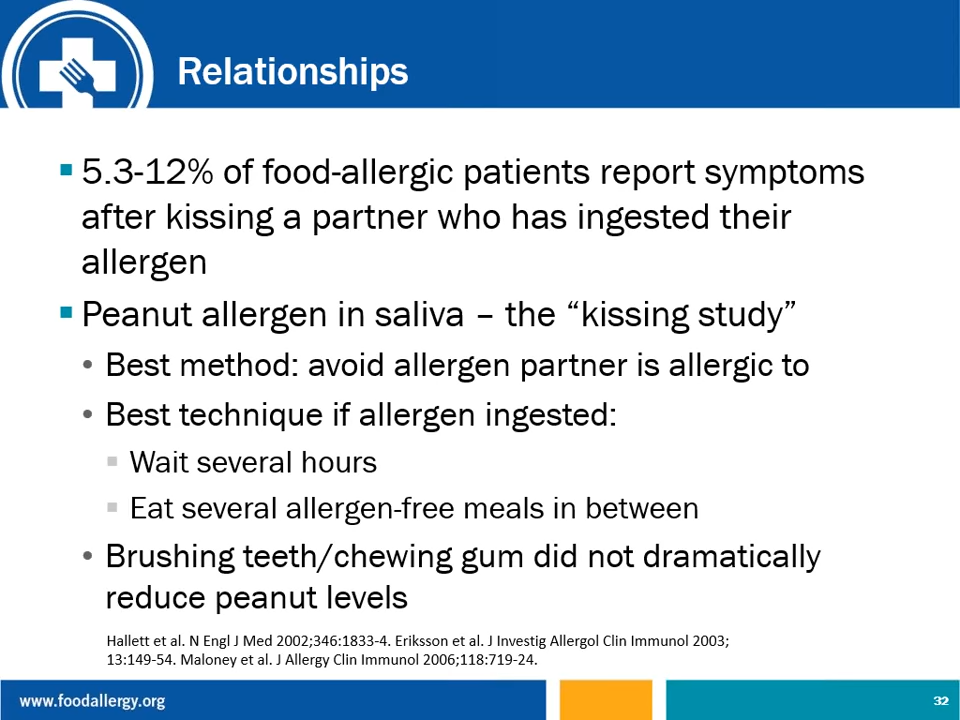 Relationships
5.3-12% of food-allergic patients report symptoms
after kissing a partner who has ingested their
allergen
Peanut allergen in saliva – the “kissing study”
Best method: avoid allergen partner is allergic to
Best technique if allergen ingested:
Wait several hours
Eat several allergen-free meals in between
Brushing teeth/chewing gum did not dramatically
reduce peanut levels
Hallett et al. N Engl J Med 2002;346:1833-4. Eriksson et al. J Investig Allergol Clin Immunol 2003;
13:149-54. Maloney et al. J Allergy Clin Immunol 2006;118:719-24.
www.foodallergy.org
32